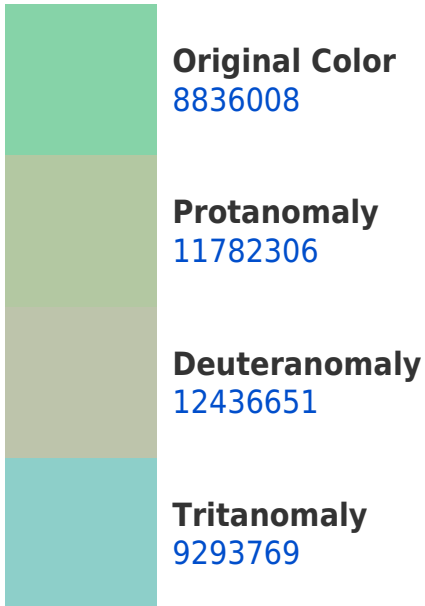 Original Color
8836008
Protanomaly
11782306
Deuteranomaly
12436651
Tritanomaly
9293769